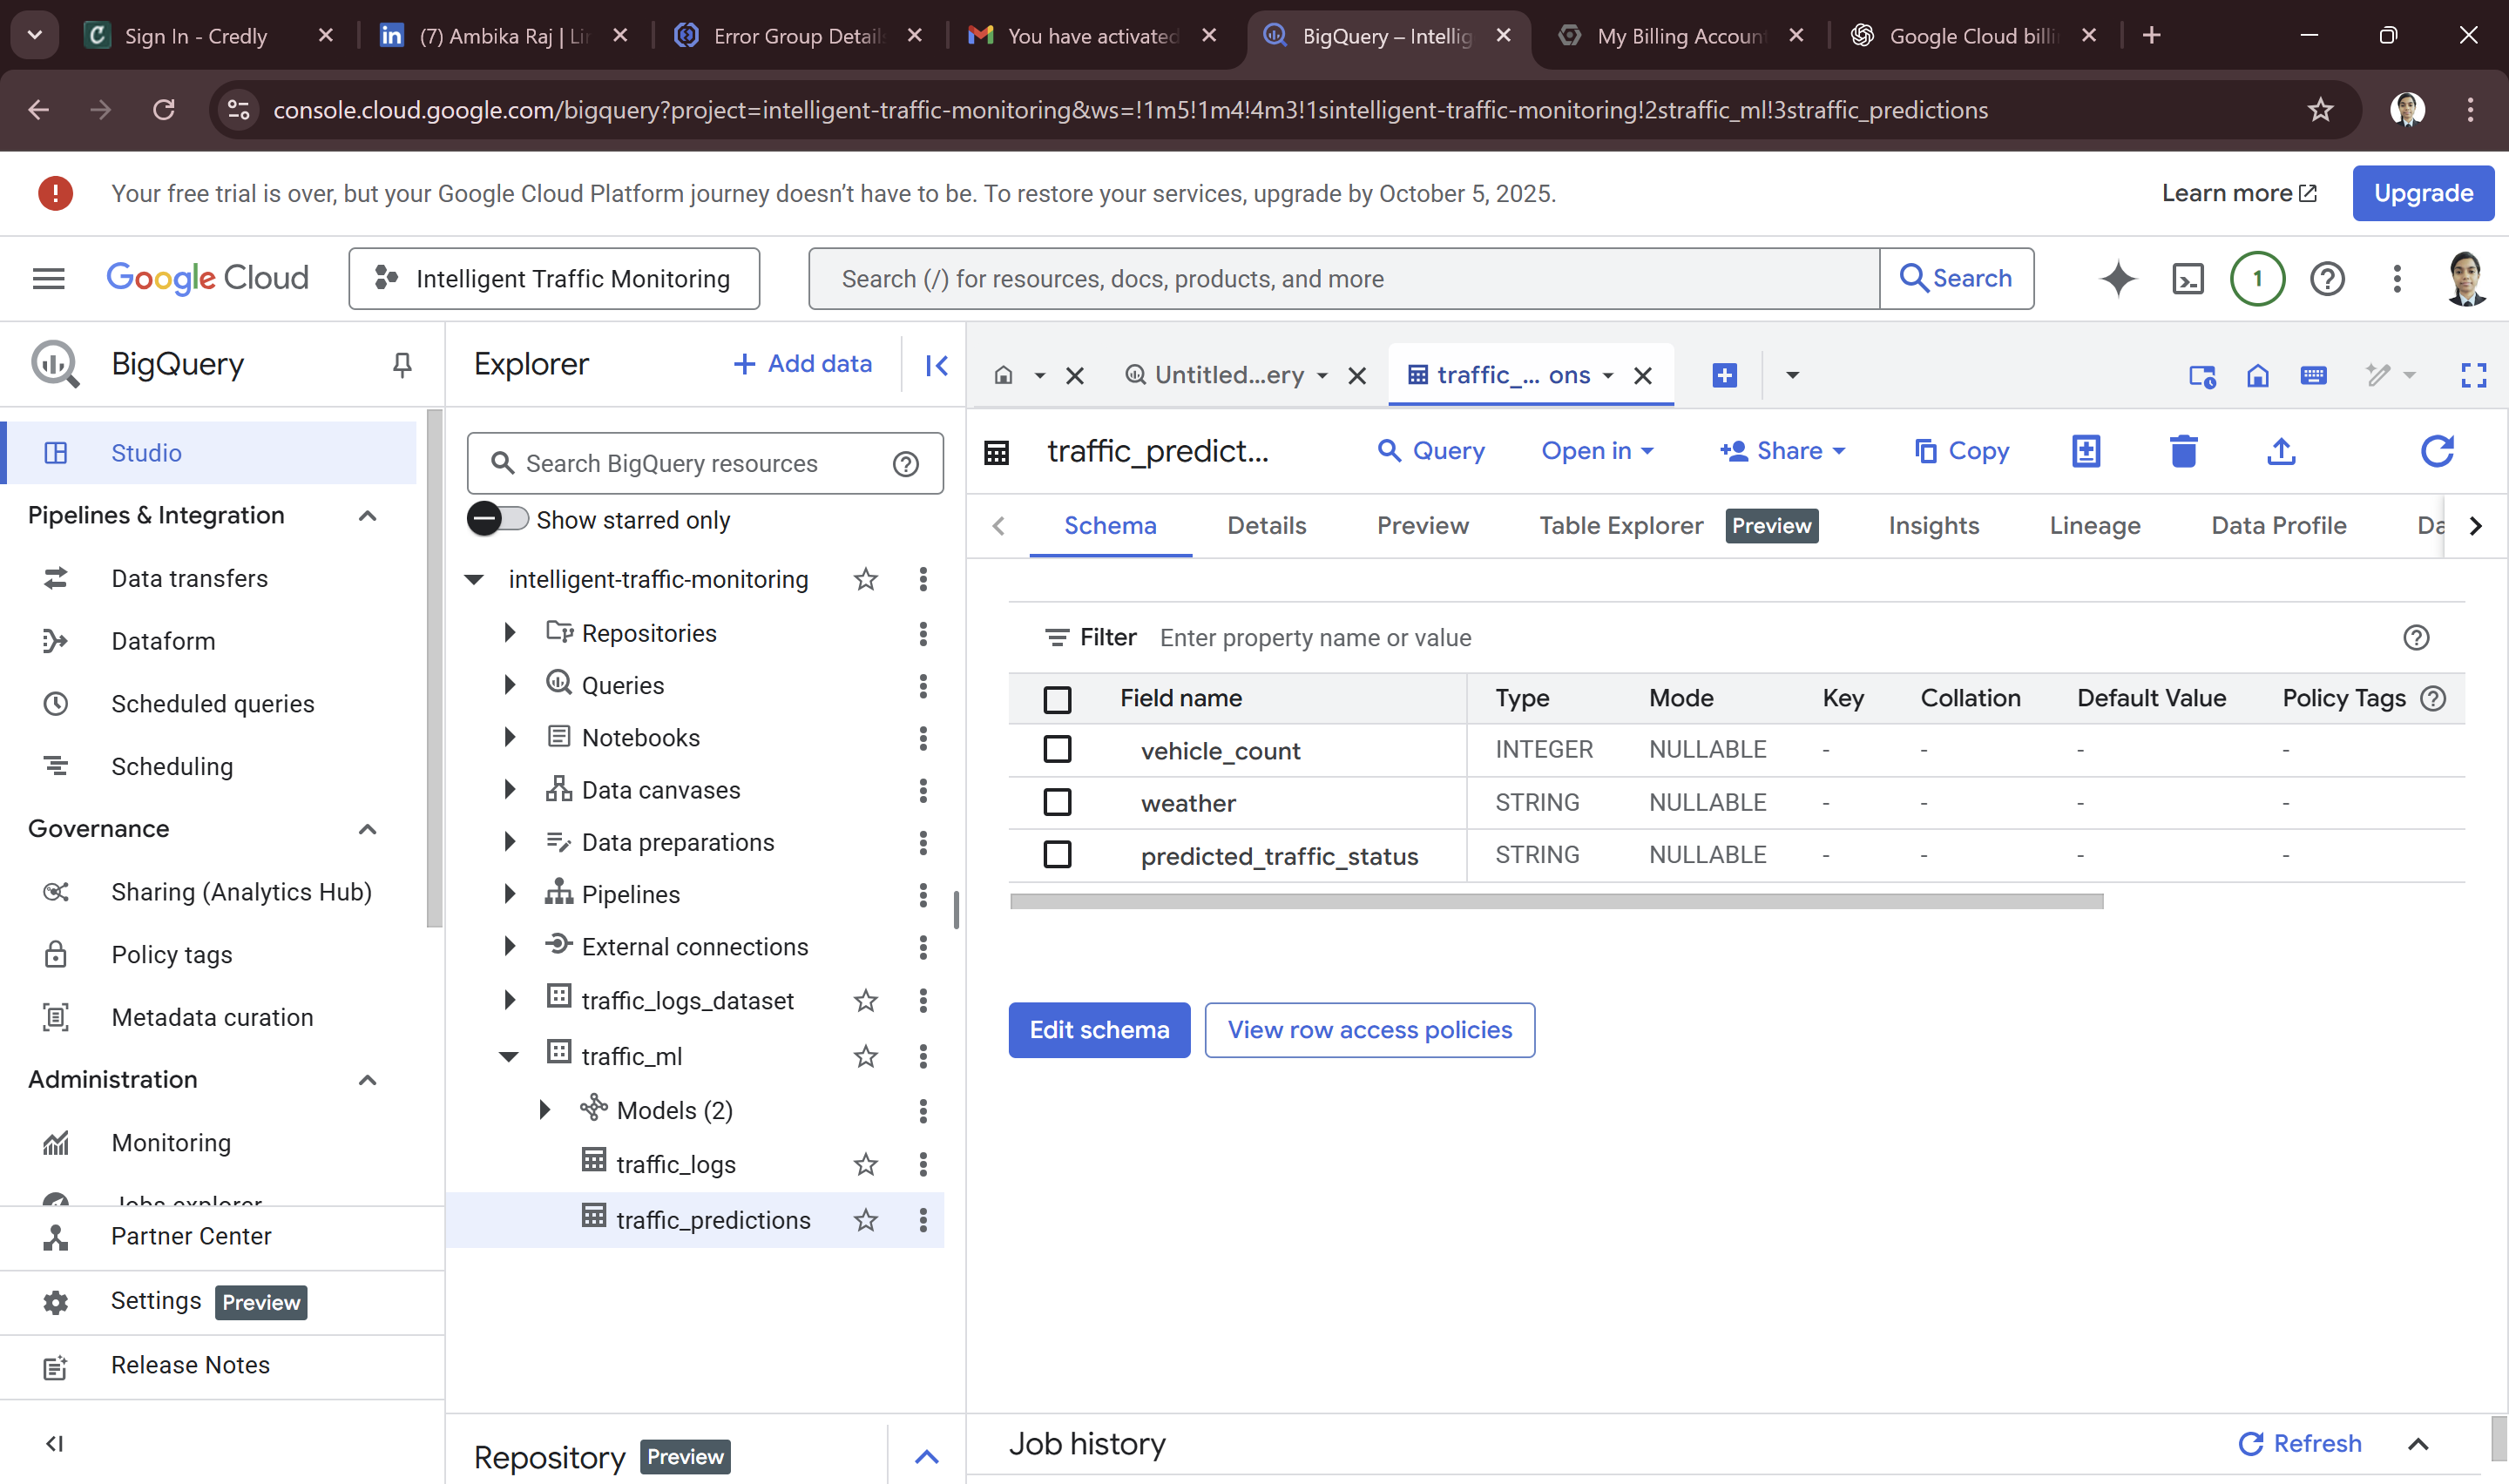 Sign In - Credly
(7) Ambika Raj | Li
Error Group Detail
You have activated
BigQuery – Intellig
My Billing Accoun
Google Cloud billi
console.cloud.google.com/bigquery?project=intelligent-traffic-monitoring&ws=!1m5!1m4!4m3!1sintelligent-traffic-monitoring!2straffic_ml!3straffic_predictions
Your free trial is over, but your Google Cloud Platform journey doesn’t have to be. To restore your services, upgrade by October 5, 2025.
Learn more
Upgrade
Google Cloud
Intelligent Traffic Monitoring
Search (/) for resources, docs, products, and more
Search
1
BigQuery
Studio
Pipelines & Integration
Data transfers
Dataform
Scheduled queries
Scheduling
Governance
Sharing (Analytics Hub)
Policy tags
Metadata curation
Administration
Monitoring
Jobs explorer
Partner Center
Settings Preview
Release Notes
Explorer
+ Add data
Search BigQuery resources
Show starred only
intelligent-traffic-monitoring
Repositories
Queries
Notebooks
Data canvases
Data preparations
Pipelines
External connections
traffic_logs_dataset
traffic_ml
Models (2)
traffic_logs
traffic_predictions
Repository Preview
Untitled...ery
traffic_... ons
traffic_predict...
Query
Open in
Share
Copy
Schema
Details
Preview
Table Explorer Preview
Insights
Lineage
Data Profile
Da
Filter Enter property name or value
Field name Type Mode Key Collation Default Value Policy Tags
vehicle_count INTEGER NULLABLE - - - -
weather STRING NULLABLE - - - -
predicted_traffic_status STRING NULLABLE - - - -
Edit schema
View row access policies
Job history
Refresh